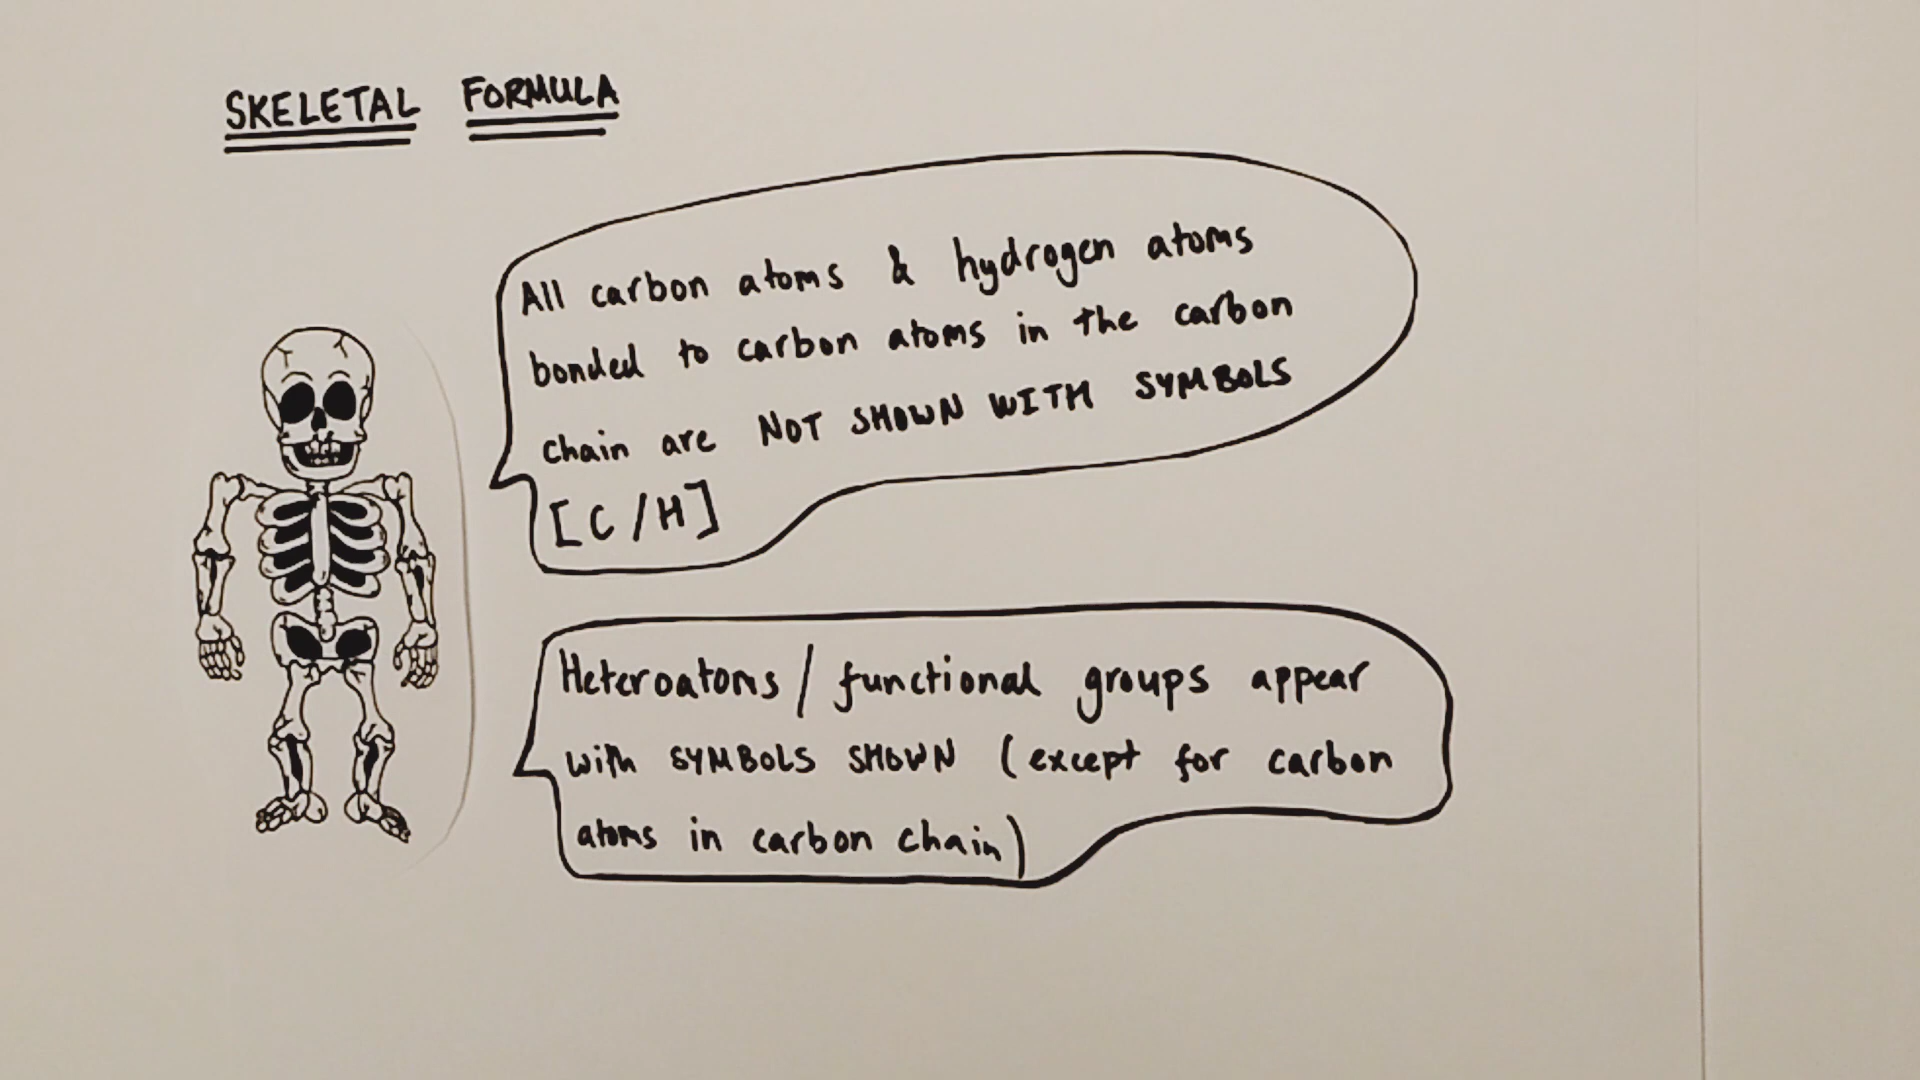 SKELETAL FORMULA
All carbon atoms & hydrogen atoms
bonded to carbon atoms in the carbon
chain are NOT SHOWN WITH SYMBOLS
[C/H]
Heteroatoms/functional groups appear
with SYMBOLS SHOWN (except for carbon
atoms in carbon chain)